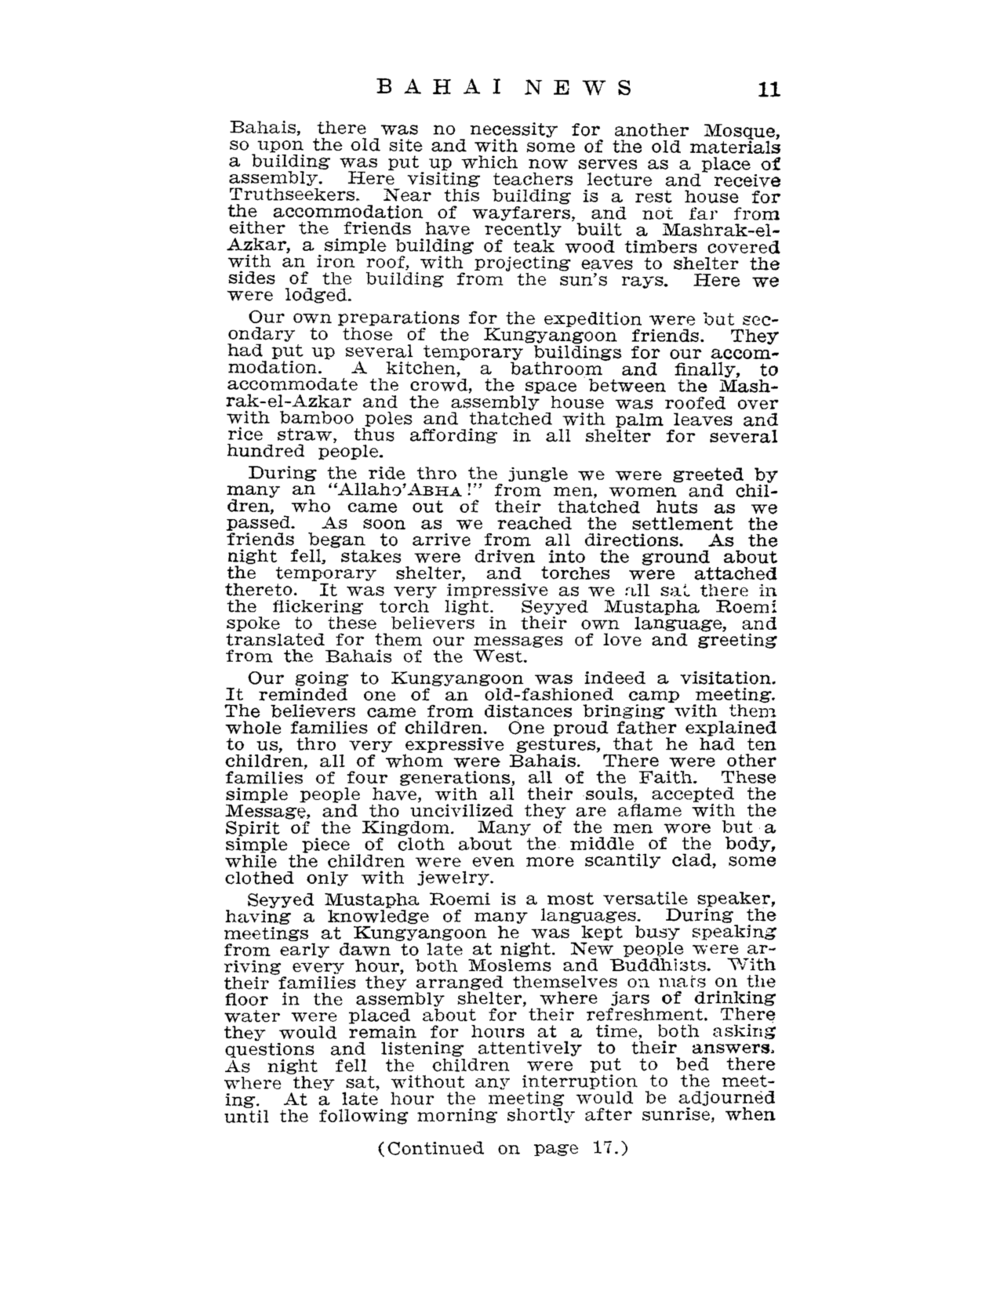 BAHAI NEWS 11
Bahais, there was no necessity for another Mosque,
so upon the old site and with some of the old materials
a building was put up which now serves as a place of
assembly. Here visiting teachers lecture and receive
Truthseekers. Near this building is a rest house for
the accommodation of wayfarers, and not far from
either the friends have recently built a Mashrak-el-
Azkar, a simple building of teak wood timbers covered
with an iron roof, with projecting eaves to shelter the
sides of the building from the sun's rays. Here we
were lodged.
Our own preparations for the expedition were but sec-
ondary to those of the Kungyangoon friends. They
had put up several temporary buildings for our accom-
modation. A kitchen, a bathroom and finally, to
accommodate the crowd, the space between the Mash-
rak-el-Azkar and the assembly house was roofed over
with bamboo poles and thatched with palm leaves and
rice straw, thus affording in all shelter for several
hundred people.
During the ride thro the jungle we were greeted by
many an “Allaho'ABHA!” from men, women and chil-
dren, who came out of their thatched huts as we
passed. As soon as we reached the settlement the
friends began to arrive from all directions. As the
night fell, stakes were driven into the ground about
the temporary shelter, and torches were attached
thereto. It was very impressive as we all sat there in
the flickering torch light. Seyyed Mustapha Roemi
spoke to these believers in their own language, and
translated for them our messages of love and greeting
from the Bahais of the West.
Our going to Kungyangoon was indeed a visitation.
It reminded one of an old-fashioned camp meeting.
The believers came from distances bringing with them
whole families of children. One proud father explained
to us, thro very expressive gestures, that he had ten
children, all of whom were Bahais. There were other
families of four generations, all of the Faith. These
simple people have, with all their souls, accepted the
Message, and tho uncivilized they are aflame with the
Spirit of the Kingdom. Many of the men wore but a
simple piece of cloth about the middle of the body,
while the children were even more scantily clad, some
clothed only with jewelry.
Seyyed Mustapha Roemi is a most versatile speaker,
having a knowledge of many languages. During the
meetings at Kungyangoon he was kept busy speaking
from early dawn to late at night. New people were ar-
riving every hour, both Moslems and Buddhists. With
their families they arranged themselves on mats on the
floor in the assembly shelter, where jars of drinking
water were placed about for their refreshment. There
they would remain for hours at a time, both asking
questions and listening attentively to their answers.
As night fell the children were put to bed there
where they sat, without any interruption to the meet-
ing. At a late hour the meeting would be adjourned
until the following morning shortly after sunrise, when
(Continued on page 17.)